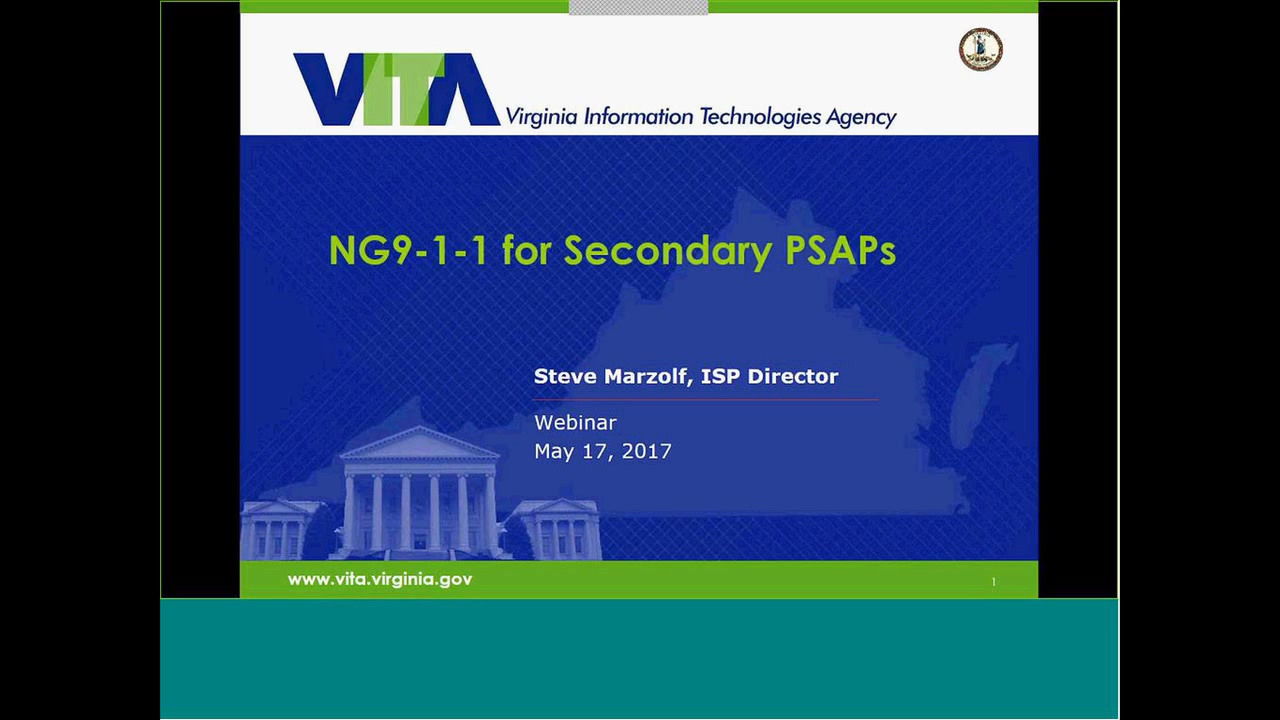 VITA
Virginia Information Technologies Agency
NG9-1-1 for Secondary PSAPs
Steve Marzolf, ISP Director
Webinar
May 17, 2017
www.vita.virginia.gov
1